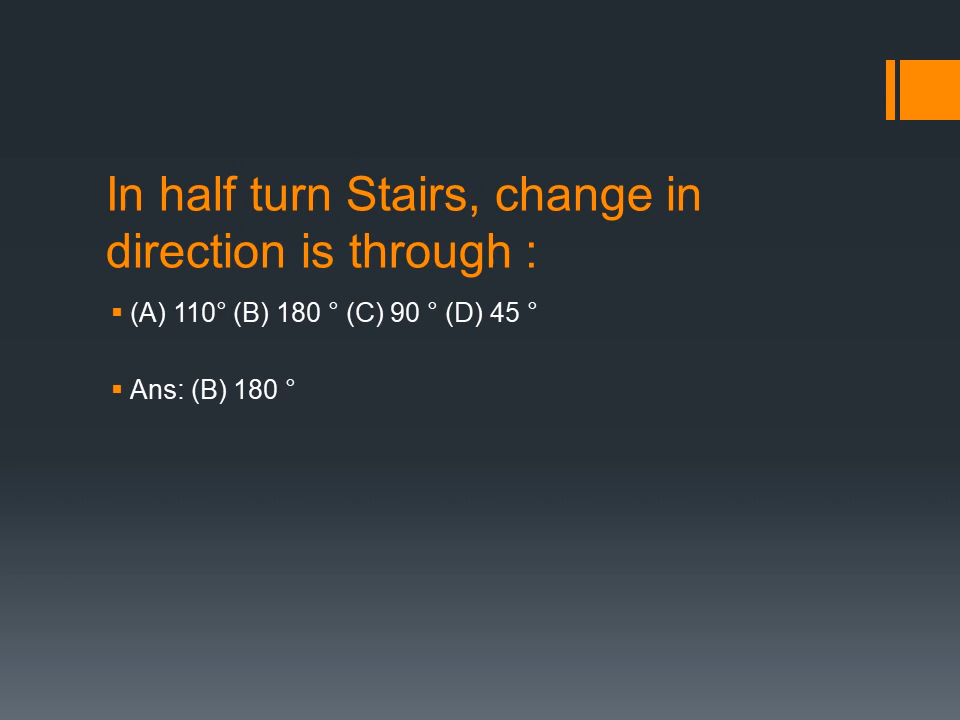 In half turn Stairs, change in
direction is through :
(A) 110° (B) 180 ° (C) 90 ° (D) 45 °
Ans: (B) 180 °